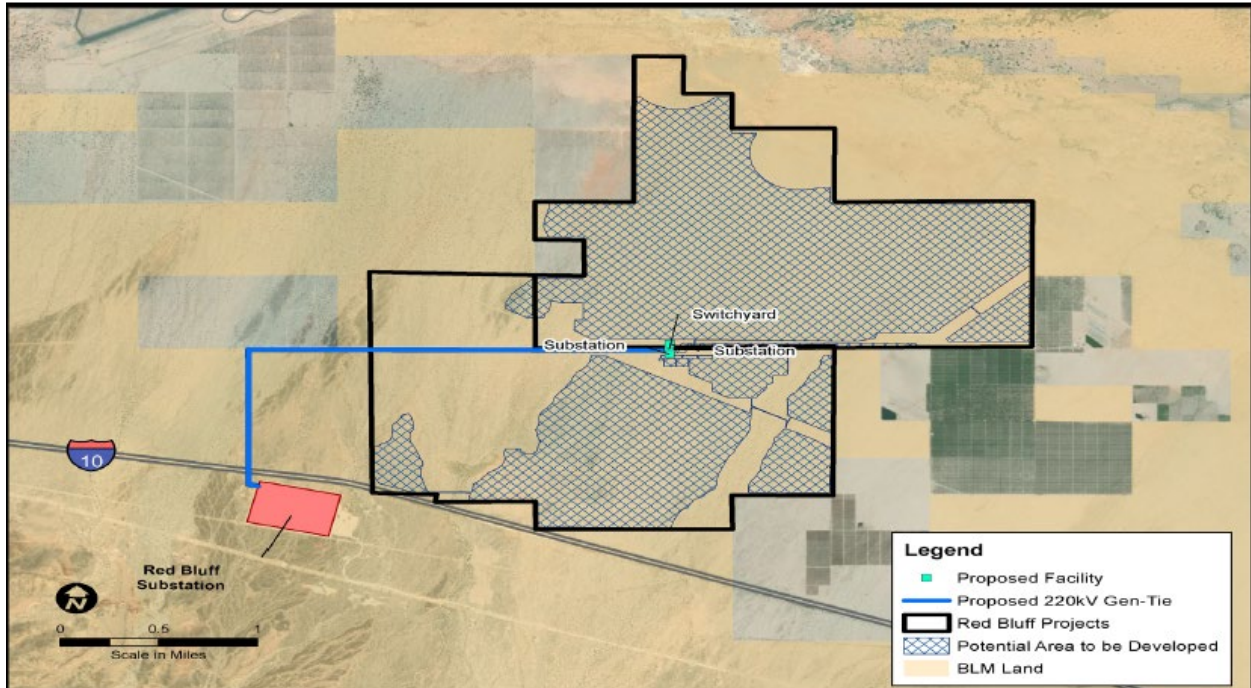 Switchyard
Substation
Substation
10
Red Bluff
Substation
N
0 0.5 1
Scale in Miles
Legend
Proposed Facility
Proposed 220kV Gen-Tie
Red Bluff Projects
Potential Area to be Developed
BLM Land